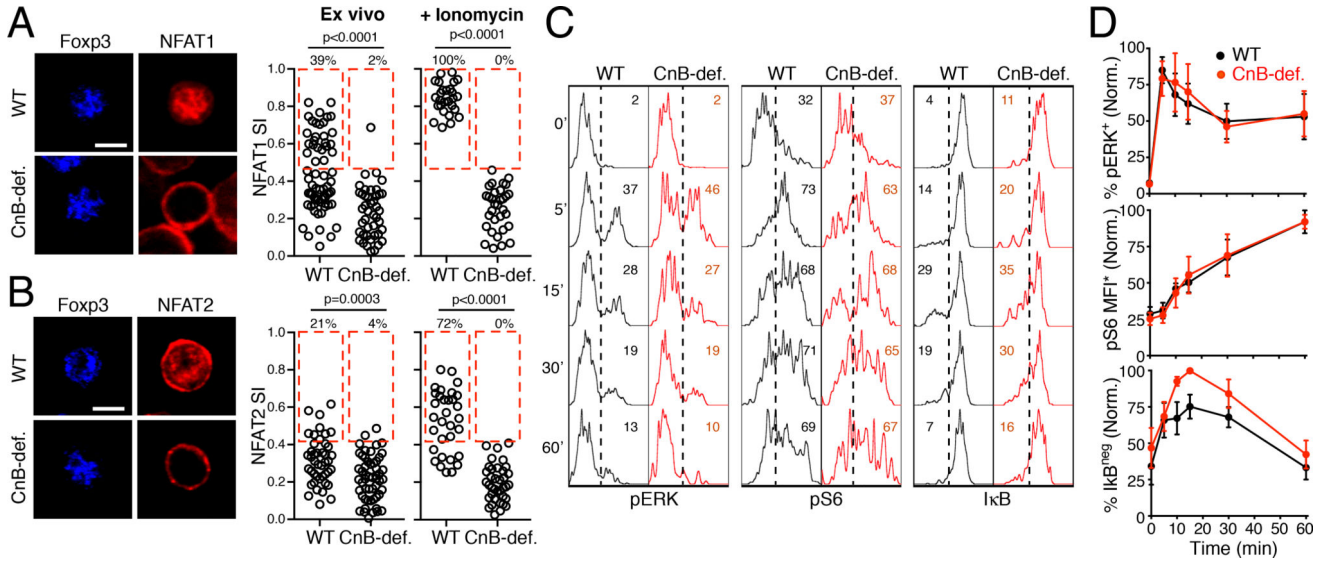 A
Foxp3
NFAT1
WT
CnB-def.
Ex vivo
+ Ionomycin
p<0.0001
p<0.0001
39%
2%
100%
0%
NFAT1 SI
1.0
0.8
0.6
0.4
0.2
0.0
WT CnB-def.
WT CnB-def.
B
Foxp3
NFAT2
WT
CnB-def.
p=0.0003
p<0.0001
21%
4%
72%
0%
NFAT2 SI
1.0
0.8
0.6
0.4
0.2
0.0
WT CnB-def.
WT CnB-def.
C
WT CnB-def.
WT CnB-def.
WT CnB-def.
0' 2 2 32 37 4 11
5' 37 46 73 63 14 20
15' 28 27 68 68 29 35
30' 19 19 71 65 19 30
60' 13 10 69 67 7 16
pERK
pS6
IκB
D
WT
CnB-def.
% pERK⁺ (Norm.)
100
75
50
25
0
pS6 MFI⁺ (Norm.)
100
75
50
25
0
% IkBⁿᵉᵍ (Norm.)
100
75
50
25
0
0 10 20 30 40 50 60
Time (min)